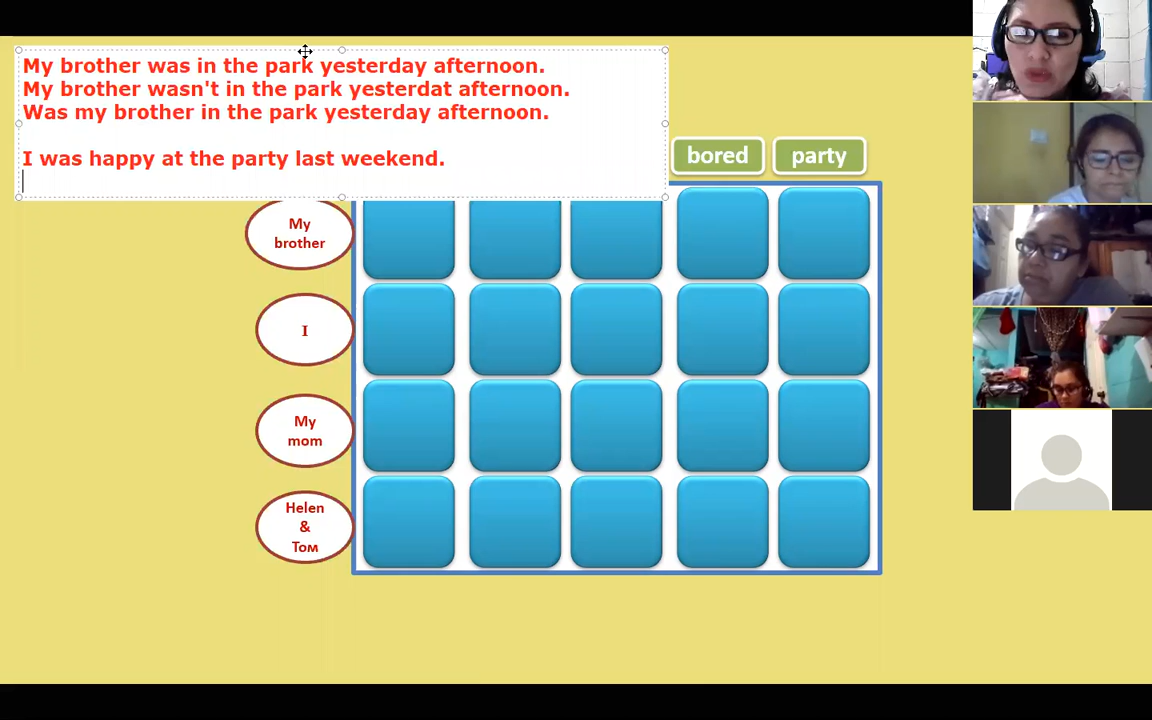 My brother was in the park yesterday afternoon.
My brother wasn't in the park yesterdat afternoon.
Was my brother in the park yesterday afternoon.
I was happy at the party last weekend.
bored
party
My
brother
I
My
mom
Helen
&
Tom